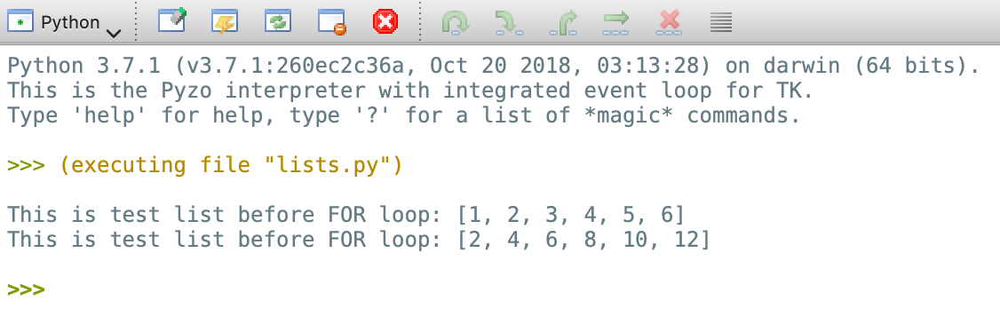 Python
Python 3.7.1 (v3.7.1:260ec2c36a, Oct 20 2018, 03:13:28) on darwin (64 bits).
This is the Pyzo interpreter with integrated event loop for TK.
Type 'help' for help, type '?' for a list of *magic* commands.
>>> (executing file "lists.py")
This is test list before FOR loop: [1, 2, 3, 4, 5, 6]
This is test list before FOR loop: [2, 4, 6, 8, 10, 12]
>>>